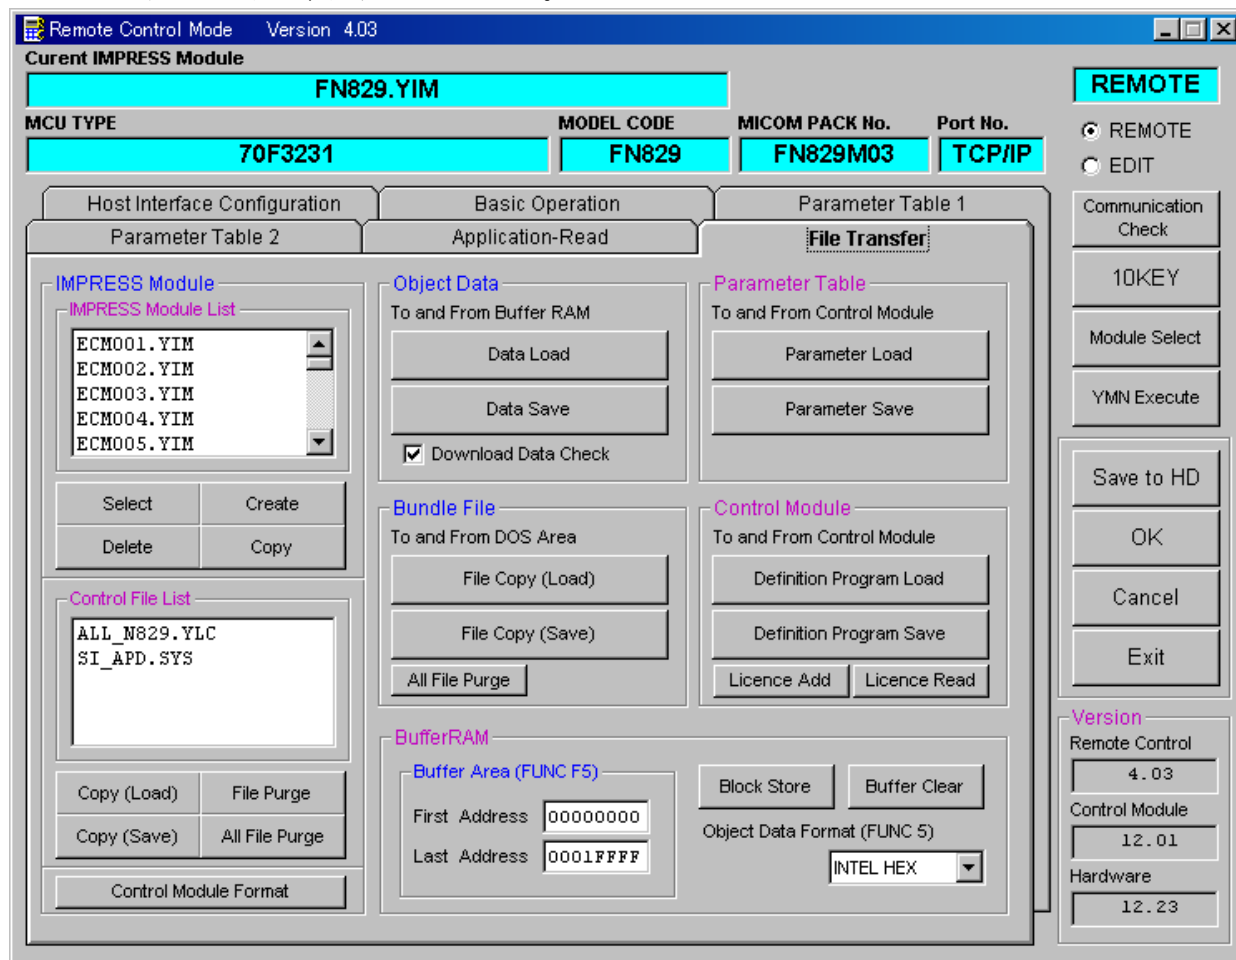 Remote Control Mode Version 4.03
Curent IMPRESS Module
FN829.YIM
REMOTE
MCU TYPE
MODEL CODE
MICOM PACK No.
Port No.
70F3231
FN829
FN829M03
TCP/IP
REMOTE
EDIT
Host Interface Configuration
Basic Operation
Parameter Table 1
Parameter Table 2
Application-Read
File Transfer
IMPRESS Module
IMPRESS Module List
ECM001.YIM
ECM002.YIM
ECM003.YIM
ECM004.YIM
ECM005.YIM
Select
Create
Delete
Copy
Control File List
ALL_N829.YLC
SI_APD.SYS
Copy (Load)
File Purge
Copy (Save)
All File Purge
Control Module Format
Object Data
To and From Buffer RAM
Data Load
Data Save
Download Data Check
Bundle File
To and From DOS Area
File Copy (Load)
File Copy (Save)
All File Purge
Parameter Table
To and From Control Module
Parameter Load
Parameter Save
Control Module
To and From Control Module
Definition Program Load
Definition Program Save
Licence Add
Licence Read
BufferRAM
Buffer Area (FUNC F5)
First Address 00000000
Last Address 0001FFFF
Block Store
Buffer Clear
Object Data Format (FUNC 5)
INTEL HEX
Communication
Check
10KEY
Module Select
YMN Execute
Save to HD
OK
Cancel
Exit
Version
Remote Control
4.03
Control Module
12.01
Hardware
12.23